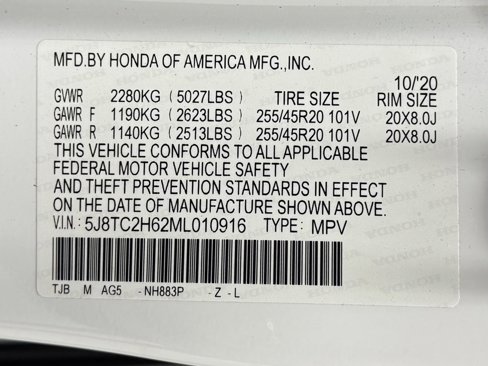 MFD.BY HONDA OF AMERICA MFG.,INC.
10/'20
GVWR 2280KG (5027LBS) TIRE SIZE RIM SIZE
GAWR F 1190KG (2623LBS) 255/45R20 101V 20X8.0J
GAWR R 1140KG (2513LBS) 255/45R20 101V 20X8.0J
THIS VEHICLE CONFORMS TO ALL APPLICABLE
FEDERAL MOTOR VEHICLE SAFETY
AND THEFT PREVENTION STANDARDS IN EFFECT
ON THE DATE OF MANUFACTURE SHOWN ABOVE.
V.I.N.: 5J8TC2H62ML010916 TYPE: MPV
TJB M AG5 -NH883P -Z-L